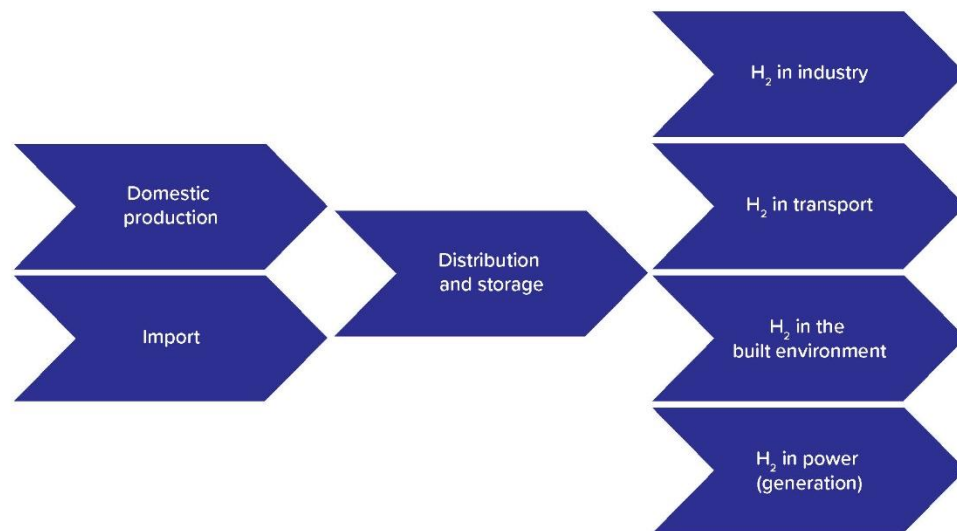 Domestic
production
Import
Distribution
and storage
H₂ in industry
H₂ in transport
H₂ in the
built environment
H₂ in power
(generation)